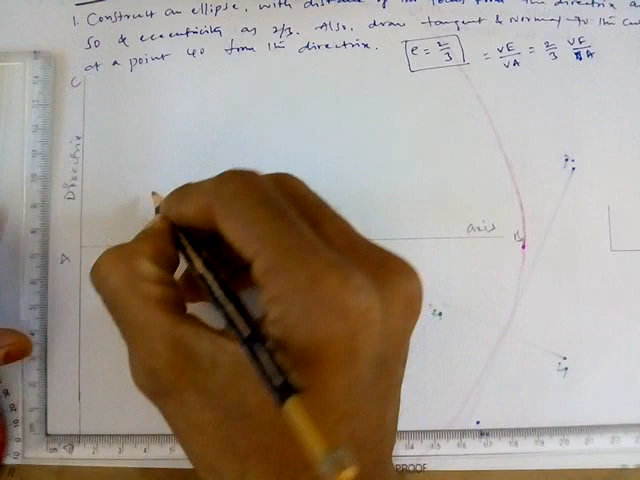 1. Construct an ellipse, with distance of the focus from the directrix as
50 & eccentricity as 2/3. Also, draw tangent & Normal to the cu
at a point 40 from the directrix.
e = 2/3 = VF/VA = 2/3 VF/VA
C
Directrix
axis
B
PROOF